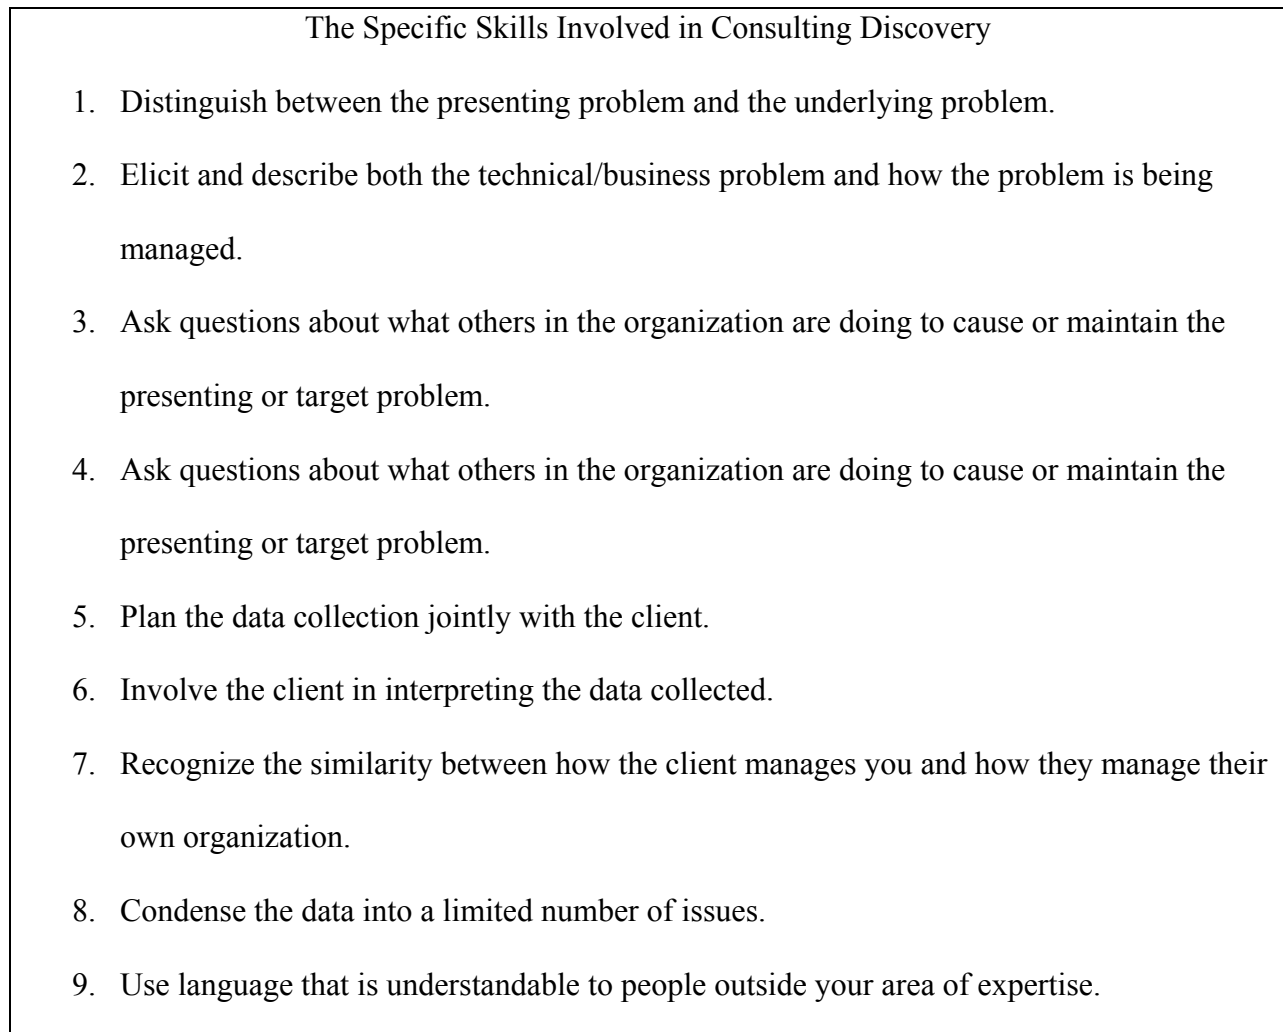 The Specific Skills Involved in Consulting Discovery
1. Distinguish between the presenting problem and the underlying problem.
2. Elicit and describe both the technical/business problem and how the problem is being
managed.
3. Ask questions about what others in the organization are doing to cause or maintain the
presenting or target problem.
4. Ask questions about what others in the organization are doing to cause or maintain the
presenting or target problem.
5. Plan the data collection jointly with the client.
6. Involve the client in interpreting the data collected.
7. Recognize the similarity between how the client manages you and how they manage their
own organization.
8. Condense the data into a limited number of issues.
9. Use language that is understandable to people outside your area of expertise.